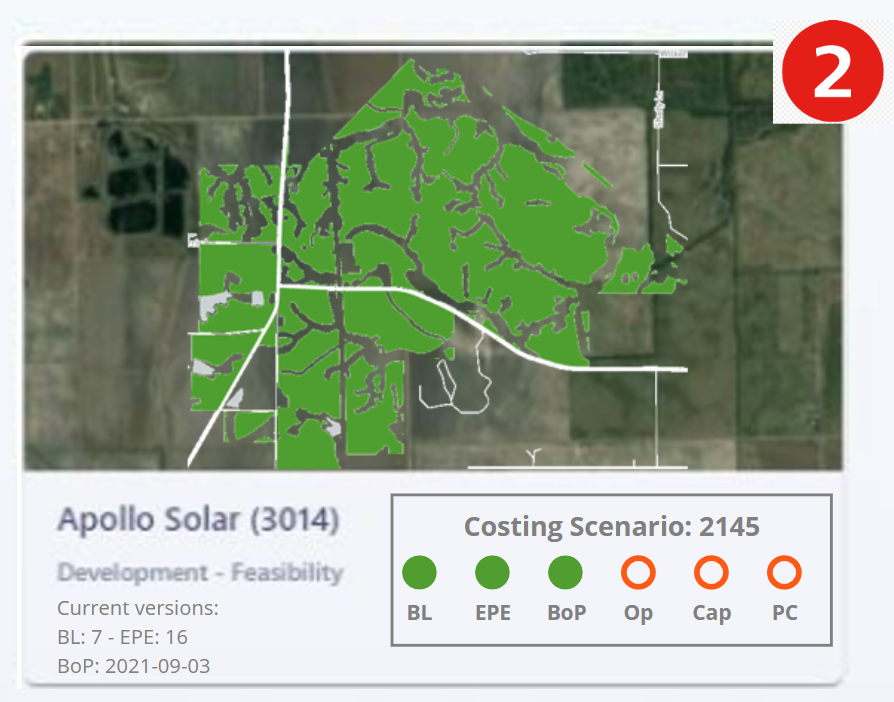 2
Apollo Solar (3014)
Development - Feasibility
Current versions:
BL: 7 - EPE: 16
BoP: 2021-09-03
Costing Scenario: 2145
BL EPE BoP Op Cap PC